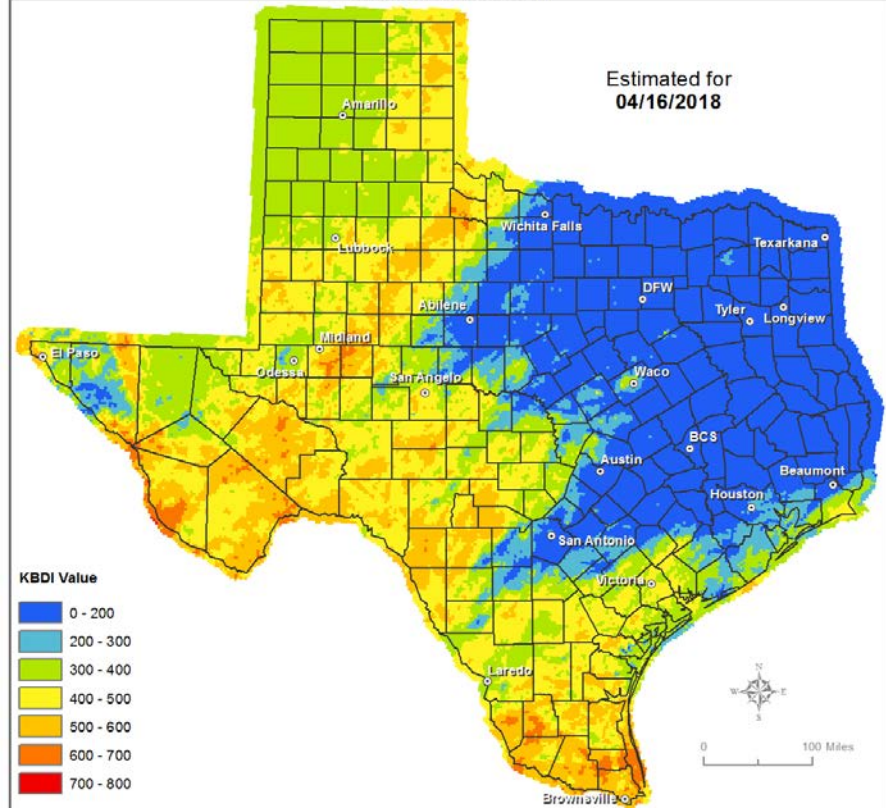 Estimated for
04/16/2018
Amarillo
Wichita Falls
Texarkana
Lubbock
DFW
Abilene
Tyler
Longview
Midland
El Paso
Odessa
San Angelo
Waco
BCS
Austin
Beaumont
Houston
San Antonio
KBDI Value
Victoria
0 - 200
200 - 300
300 - 400
Laredo
400 - 500
N
W
E
S
500 - 600
600 - 700
0
100 Miles
700 - 800
Brownsville